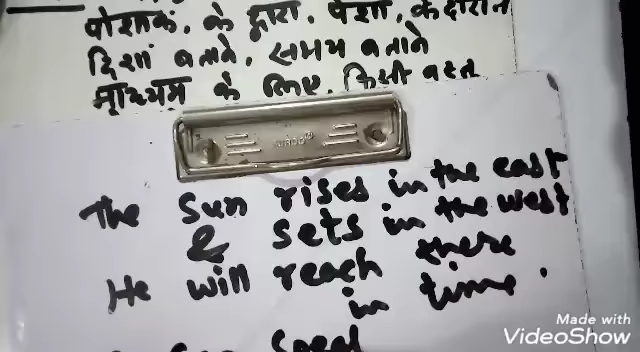 पोशाक, के द्वारा, पेशा, के दौरान
दिशा बताने, समय बताने
माध्यम के लिए, किसी वस्तु
The Sun rises in the east
& sets in the west
He will reach there
in time.
Made with
VideoShow